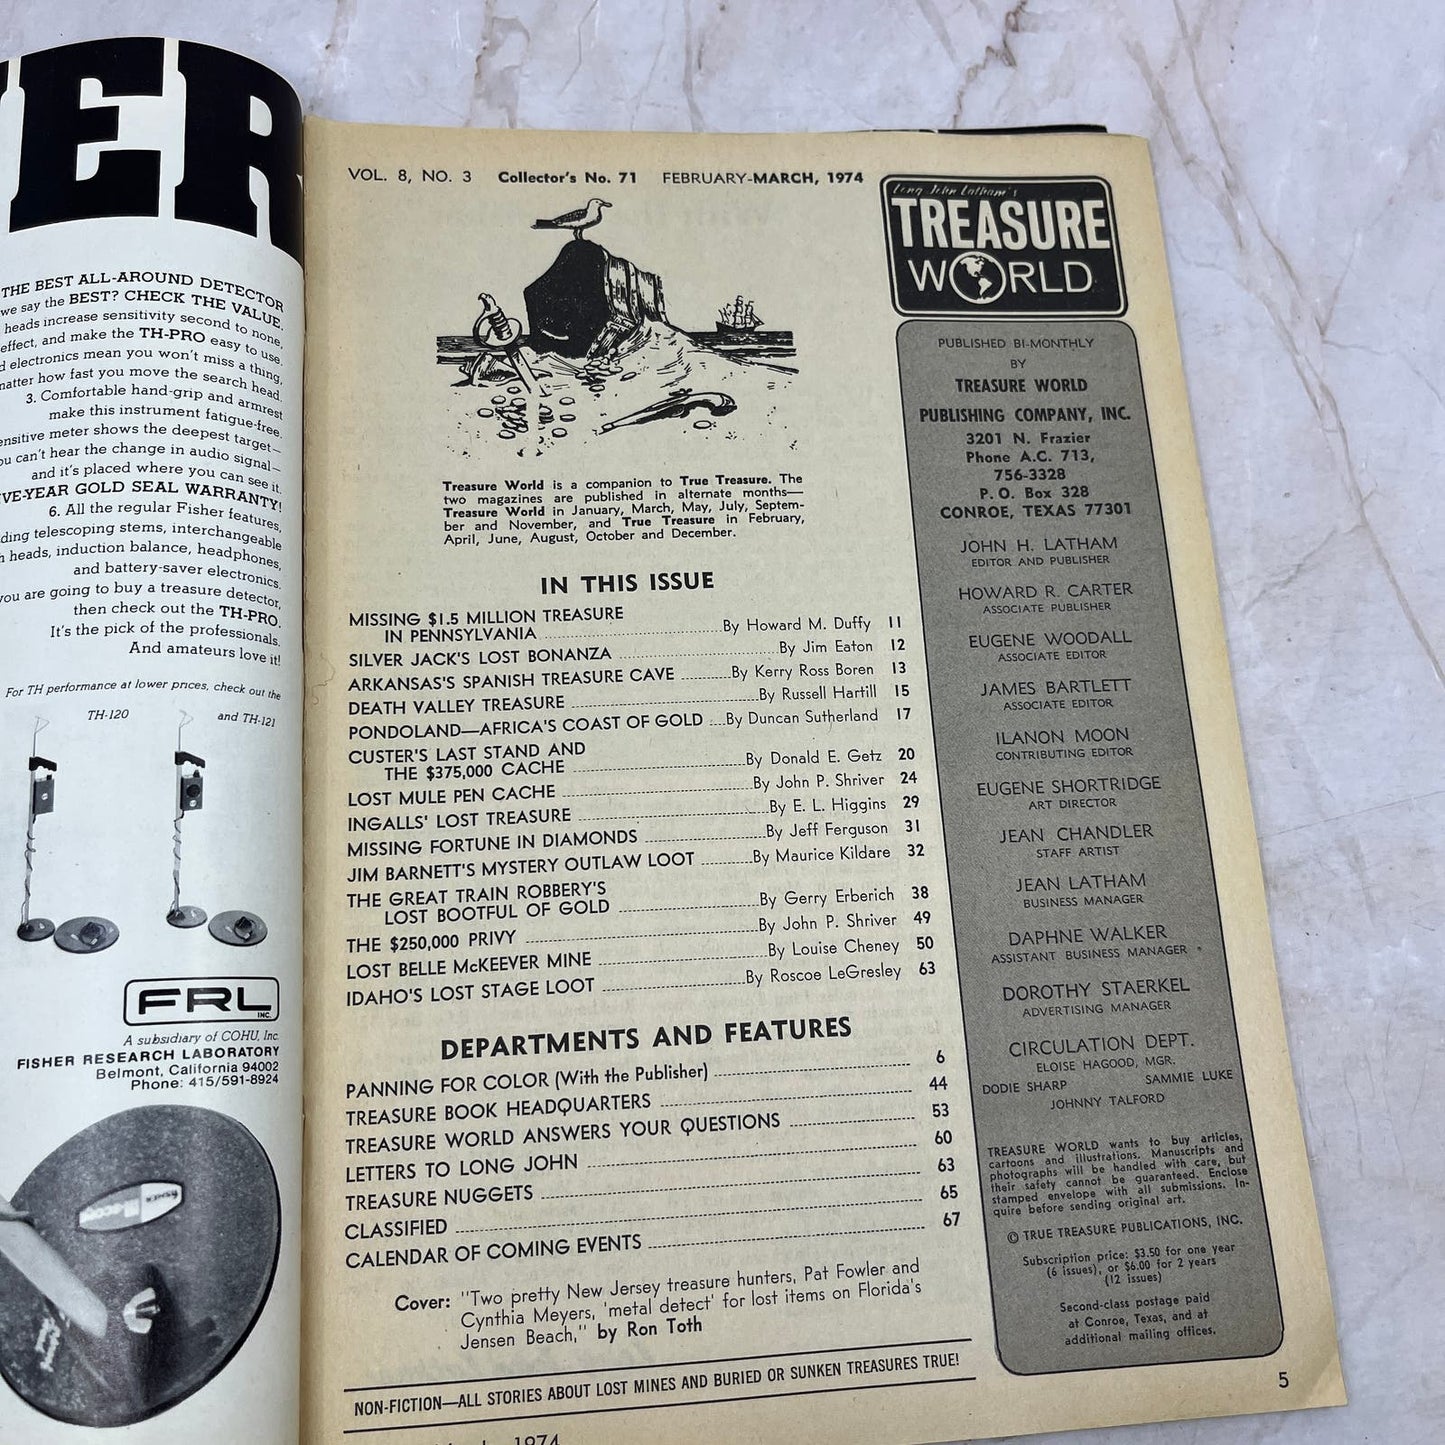 ER
THE BEST ALL-AROUND DETECTOR
we say the BEST? CHECK THE VALUE.
heads increase sensitivity second to none,
effect, and make the TH-PRO easy to use.
electronics mean you won't miss a thing,
matter how fast you move the search head.
3. Comfortable hand-grip and armrest
make this instrument fatigue-free.
sensitive meter shows the deepest target—
you can't hear the change in audio signal—
and it's placed where you can see it.
VE-YEAR GOLD SEAL WARRANTY!
6. All the regular Fisher features,
ding telescoping stems, interchangeable
h heads, induction balance, headphones,
and battery-saver electronics.
you are going to buy a treasure detector,
then check out the TH-PRO.
It's the pick of the professionals.
And amateurs love it!
For TH performance at lower prices, check out the
TH-120 and TH-121
FRL INC.
A subsidiary of COHU, Inc.
FISHER RESEARCH LABORATORY
Belmont, California 94002
Phone: 415/591-8924
VOL. 8, NO. 3 Collector's No. 71 FEBRUARY-MARCH, 1974
Treasure World is a companion to True Treasure. The
two magazines are published in alternate months—
Treasure World in January, March, May, July, Septem-
ber and November, and True Treasure in February,
April, June, August, October and December.
IN THIS ISSUE
MISSING $1.5 MILLION TREASURE
IN PENNSYLVANIA By Howard M. Duffy 11
SILVER JACK'S LOST BONANZA By Jim Eaton 12
ARKANSAS'S SPANISH TREASURE CAVE By Kerry Ross Boren 13
DEATH VALLEY TREASURE By Russell Hartill 15
PONDOLAND—AFRICA'S COAST OF GOLD By Duncan Sutherland 17
CUSTER'S LAST STAND AND
THE $375,000 CACHE By Donald E. Getz 20
LOST MULE PEN CACHE By John P. Shriver 24
INGALLS' LOST TREASURE By E. L. Higgins 29
MISSING FORTUNE IN DIAMONDS By Jeff Ferguson 31
JIM BARNETT'S MYSTERY OUTLAW LOOT By Maurice Kildare 32
THE GREAT TRAIN ROBBERY'S
LOST BOOTFUL OF GOLD By Gerry Erberich 38
THE $250,000 PRIVY By John P. Shriver 49
LOST BELLE McKEEVER MINE By Louise Cheney 50
IDAHO'S LOST STAGE LOOT By Roscoe LeGresley 63
DEPARTMENTS AND FEATURES
PANNING FOR COLOR (With the Publisher) 6
TREASURE BOOK HEADQUARTERS 44
TREASURE WORLD ANSWERS YOUR QUESTIONS 53
LETTERS TO LONG JOHN 60
TREASURE NUGGETS 63
CLASSIFIED 65
CALENDAR OF COMING EVENTS 67
Cover: "Two pretty New Jersey treasure hunters, Pat Fowler and
Cynthia Meyers, 'metal detect' for lost items on Florida's
Jensen Beach," by Ron Toth
NON-FICTION—ALL STORIES ABOUT LOST MINES AND BURIED OR SUNKEN TREASURES TRUE!
1974
Long John Latham's
TREASURE
WORLD
PUBLISHED BI-MONTHLY
BY
TREASURE WORLD
PUBLISHING COMPANY, INC.
3201 N. Frazier
Phone A.C. 713,
756-3328
P. O. Box 328
CONROE, TEXAS 77301
JOHN H. LATHAM
EDITOR AND PUBLISHER
HOWARD R. CARTER
ASSOCIATE PUBLISHER
EUGENE WOODALL
ASSOCIATE EDITOR
JAMES BARTLETT
ASSOCIATE EDITOR
ILANON MOON
CONTRIBUTING EDITOR
EUGENE SHORTRIDGE
ART DIRECTOR
JEAN CHANDLER
STAFF ARTIST
JEAN LATHAM
BUSINESS MANAGER
DAPHNE WALKER
ASSISTANT BUSINESS MANAGER
DOROTHY STAERKEL
ADVERTISING MANAGER
CIRCULATION DEPT.
ELOISE HAGOOD, MGR.
DODIE SHARP SAMMIE LUKE
JOHNNY TALFORD
TREASURE WORLD wants to buy articles,
cartoons and illustrations. Manuscripts and
photographs will be handled with care, but
their safety cannot be guaranteed. Enclose
stamped envelope with all submissions. In-
quire before sending original art.
© TRUE TREASURE PUBLICATIONS, INC.
Subscription price: $3.50 for one year
(6 issues), or $6.00 for 2 years
(12 issues)
Second-class postage paid
at Conroe, Texas, and at
additional mailing offices.
5